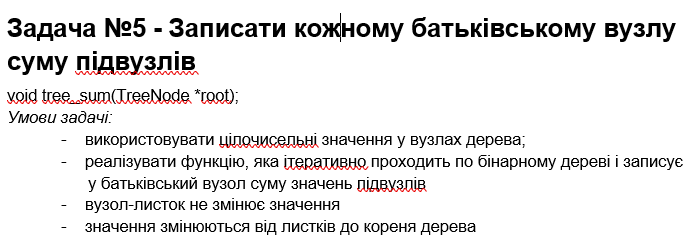 Задача №5 - Записати кожному батьківському вузлу
суму підвузлів
void tree_sum(TreeNode *root);
Умови задачі:
- використовувати цілочисельні значення у вузлах дерева;
- реалізувати функцію, яка ітеративно проходить по бінарному дереві і записує
у батьківський вузол суму значень підвузлів
- вузол-листок не змінює значення
- значення змінюються від листків до кореня дерева